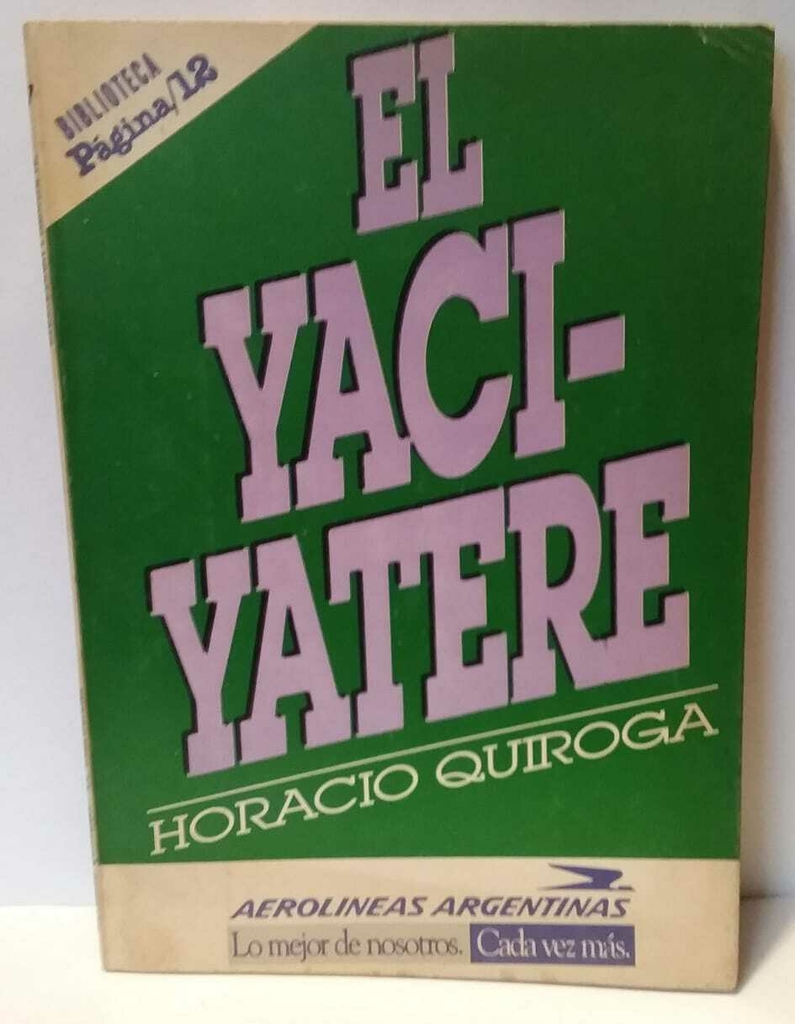 BIBLIOTECA
Página/12
EL
YACI-
YATERE
HORACIO QUIROGA
AEROLINEAS ARGENTINAS
Lo mejor de nosotros. Cada vez más.